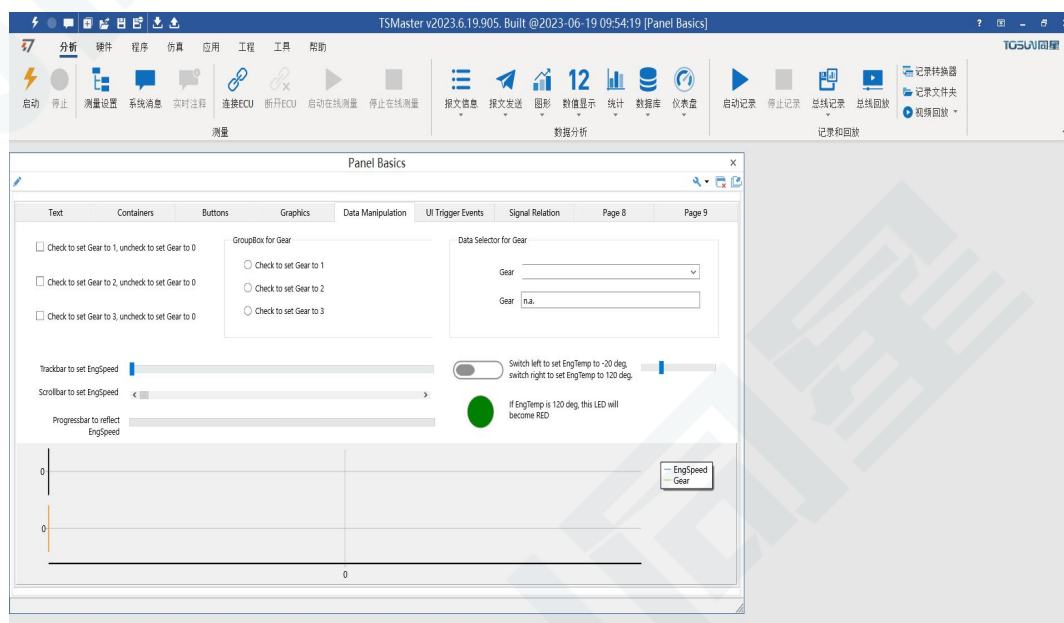 TSMaster v2023.6.19.905. Built @2023-06-19 09:54:19 [Panel Basics]
分析 硬件 程序 仿真 应用 工程 工具 帮助
TOSUN同星
启动 停止 测量设置 系统消息 实时注释 连接ECU 断开ECU 启动在线测量 停止在线测量 报文信息 报文发送 图形 12 数值显示 统计 数据库 仪表盘 启动记录 停止记录 总线记录 总线回放
记录转换器
记录文件夹
视频回放
测量 数据分析 记录和回放
Panel Basics
Text Containers Buttons Graphics Data Manipulation UI Trigger Events Signal Relation Page 8 Page 9
Check to set Gear to 1, uncheck to set Gear to 0
Check to set Gear to 2, uncheck to set Gear to 0
Check to set Gear to 3, uncheck to set Gear to 0
GroupBox for Gear
Check to set Gear to 1
Check to set Gear to 2
Check to set Gear to 3
Data Selector for Gear
Gear
Gear n.a.
Trackbar to set EngSpeed
Scrollbar to set EngSpeed
Progressbar to reflect
EngSpeed
Switch left to set EngTemp to -20 deg,
switch right to set EngTemp to 120 deg.
If EngTemp is 120 deg, this LED will
become RED
0
0
0
EngSpeed
Gear
同星